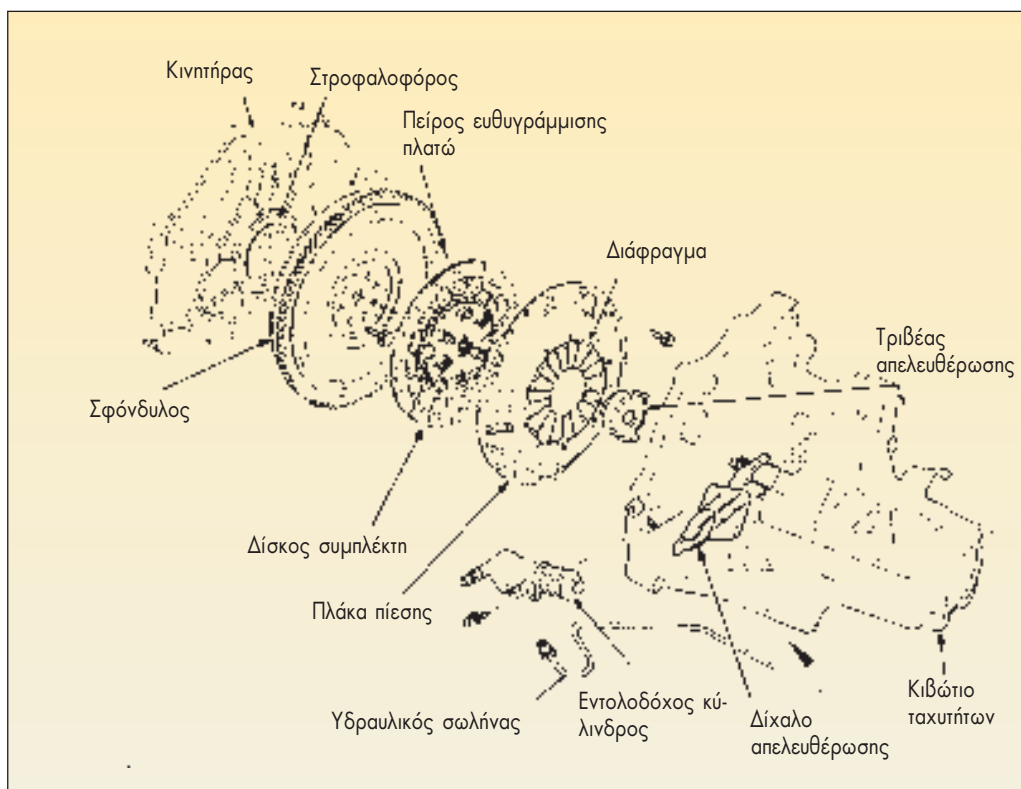 Κινητήρας
Στροφαλοφόρος
Πείρος ευθυγράμμισης
πλατώ
Διάφραγμα
Τριβέας
απελευθέρωσης
Σφόνδυλος
Δίσκος συμπλέκτη
Πλάκα πίεσης
Υδραυλικός σωλήνας
Εντολοδόχος κύ-
λινδρος
Δίχαλο
απελευθέρωσης
Κιβώτιο
ταχυτήτων